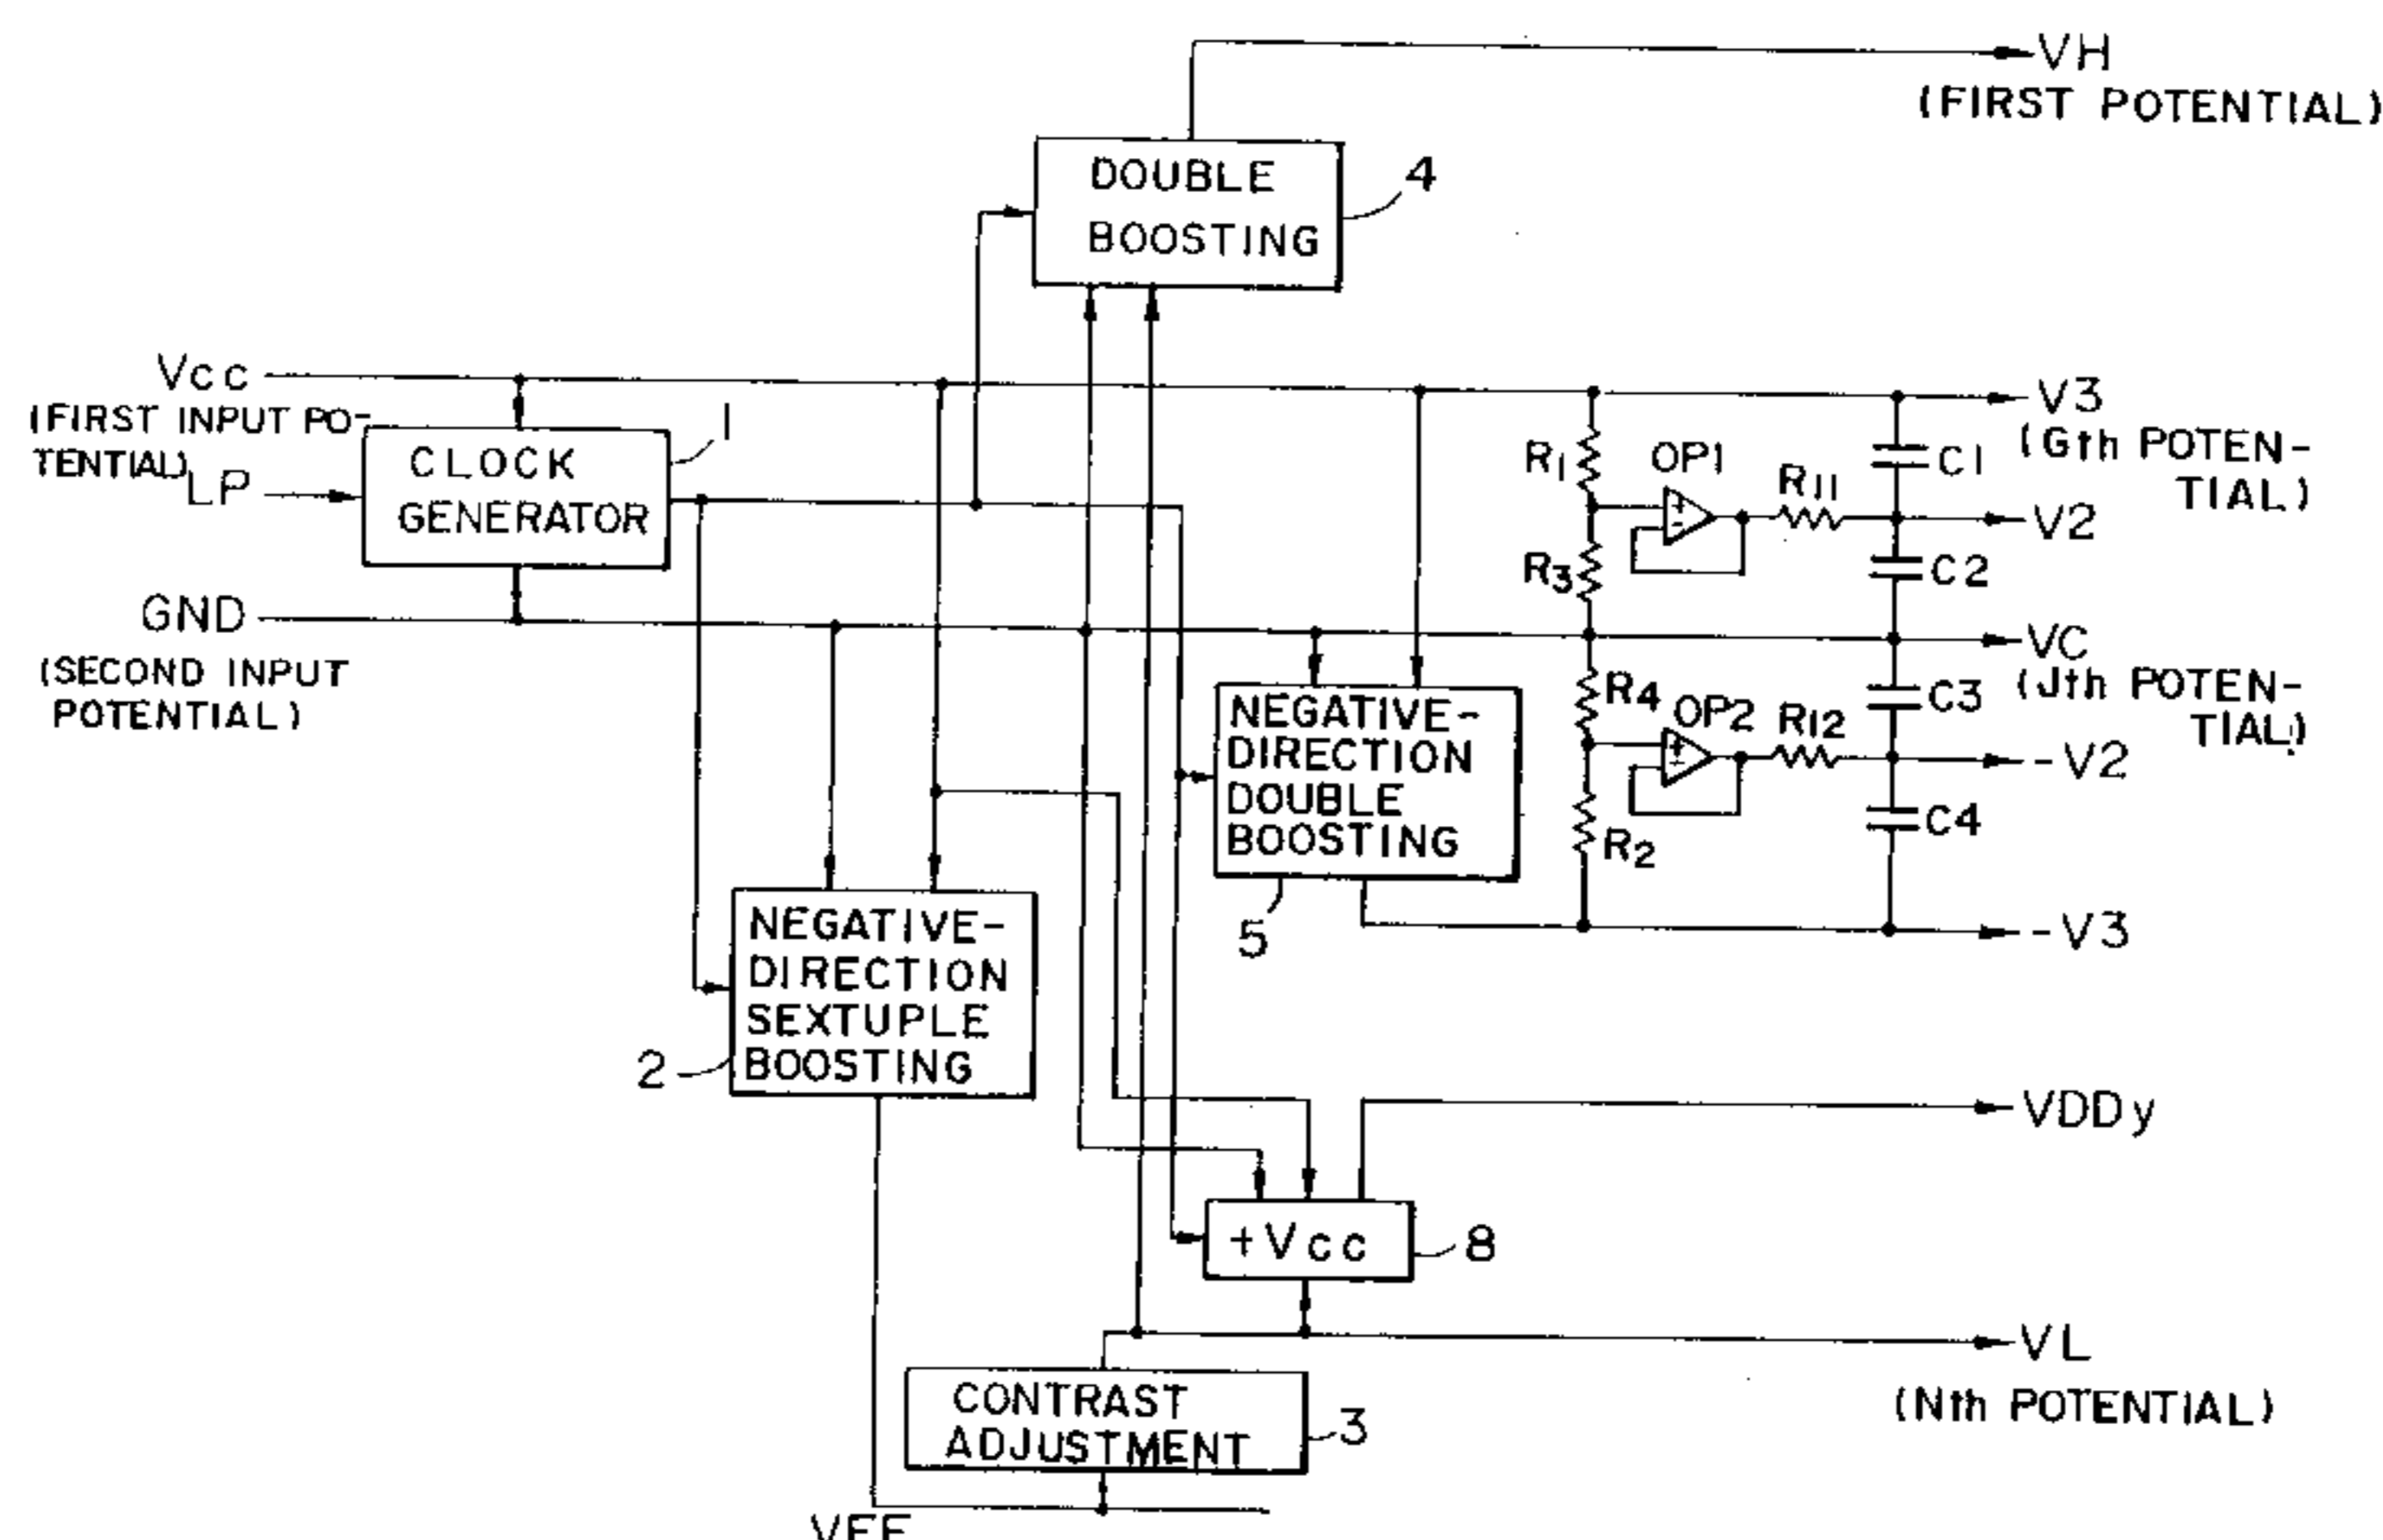 VH
(FIRST POTENTIAL)
DOUBLE
BOOSTING
4
Vcc
(FIRST INPUT PO-
TENTIAL)
LP
CLOCK
GENERATOR
1
GND
(SECOND INPUT
POTENTIAL)
R1
OP1
R11
C1
V3
(Gth POTEN-
TIAL)
V2
R3
+
-
C2
VC
(Jth POTEN-
TIAL)
R4
OP2
R12
C3
-V2
NEGATIVE-
DIRECTION
DOUBLE
BOOSTING
5
+
R2
C4
-V3
NEGATIVE-
DIRECTION
SEXTUPLE
BOOSTING
2
VDDy
+Vcc
8
VL
(Nth POTENTIAL)
CONTRAST
ADJUSTMENT
3